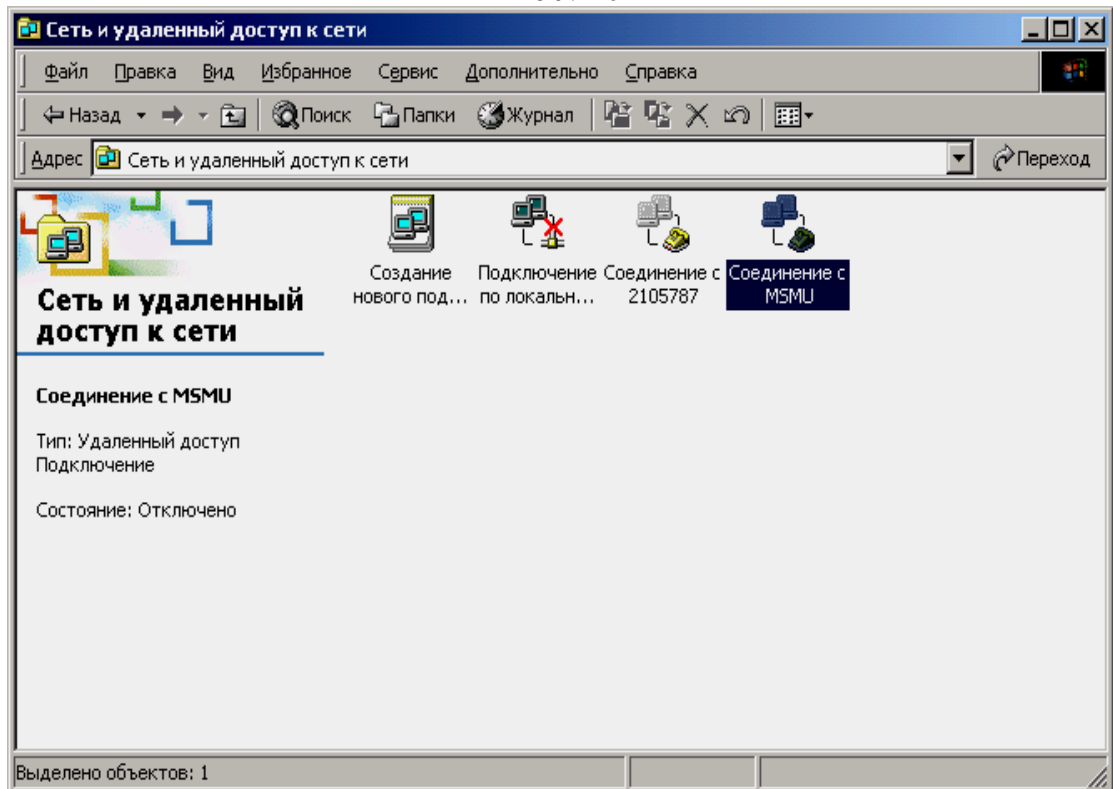 Сеть и удаленный доступ к сети
Файл Правка Вид Избранное Сервис Дополнительно Справка
Назад Поиск Папки Журнал
Адрес Сеть и удаленный доступ к сети Переход
Создание
нового под...
Подключение
по локальн...
Соединение с
2105787
Соединение с
MSMU
Сеть и удаленный
доступ к сети
Соединение с MSMU
Тип: Удаленный доступ
Подключение
Состояние: Отключено
Выделено объектов: 1